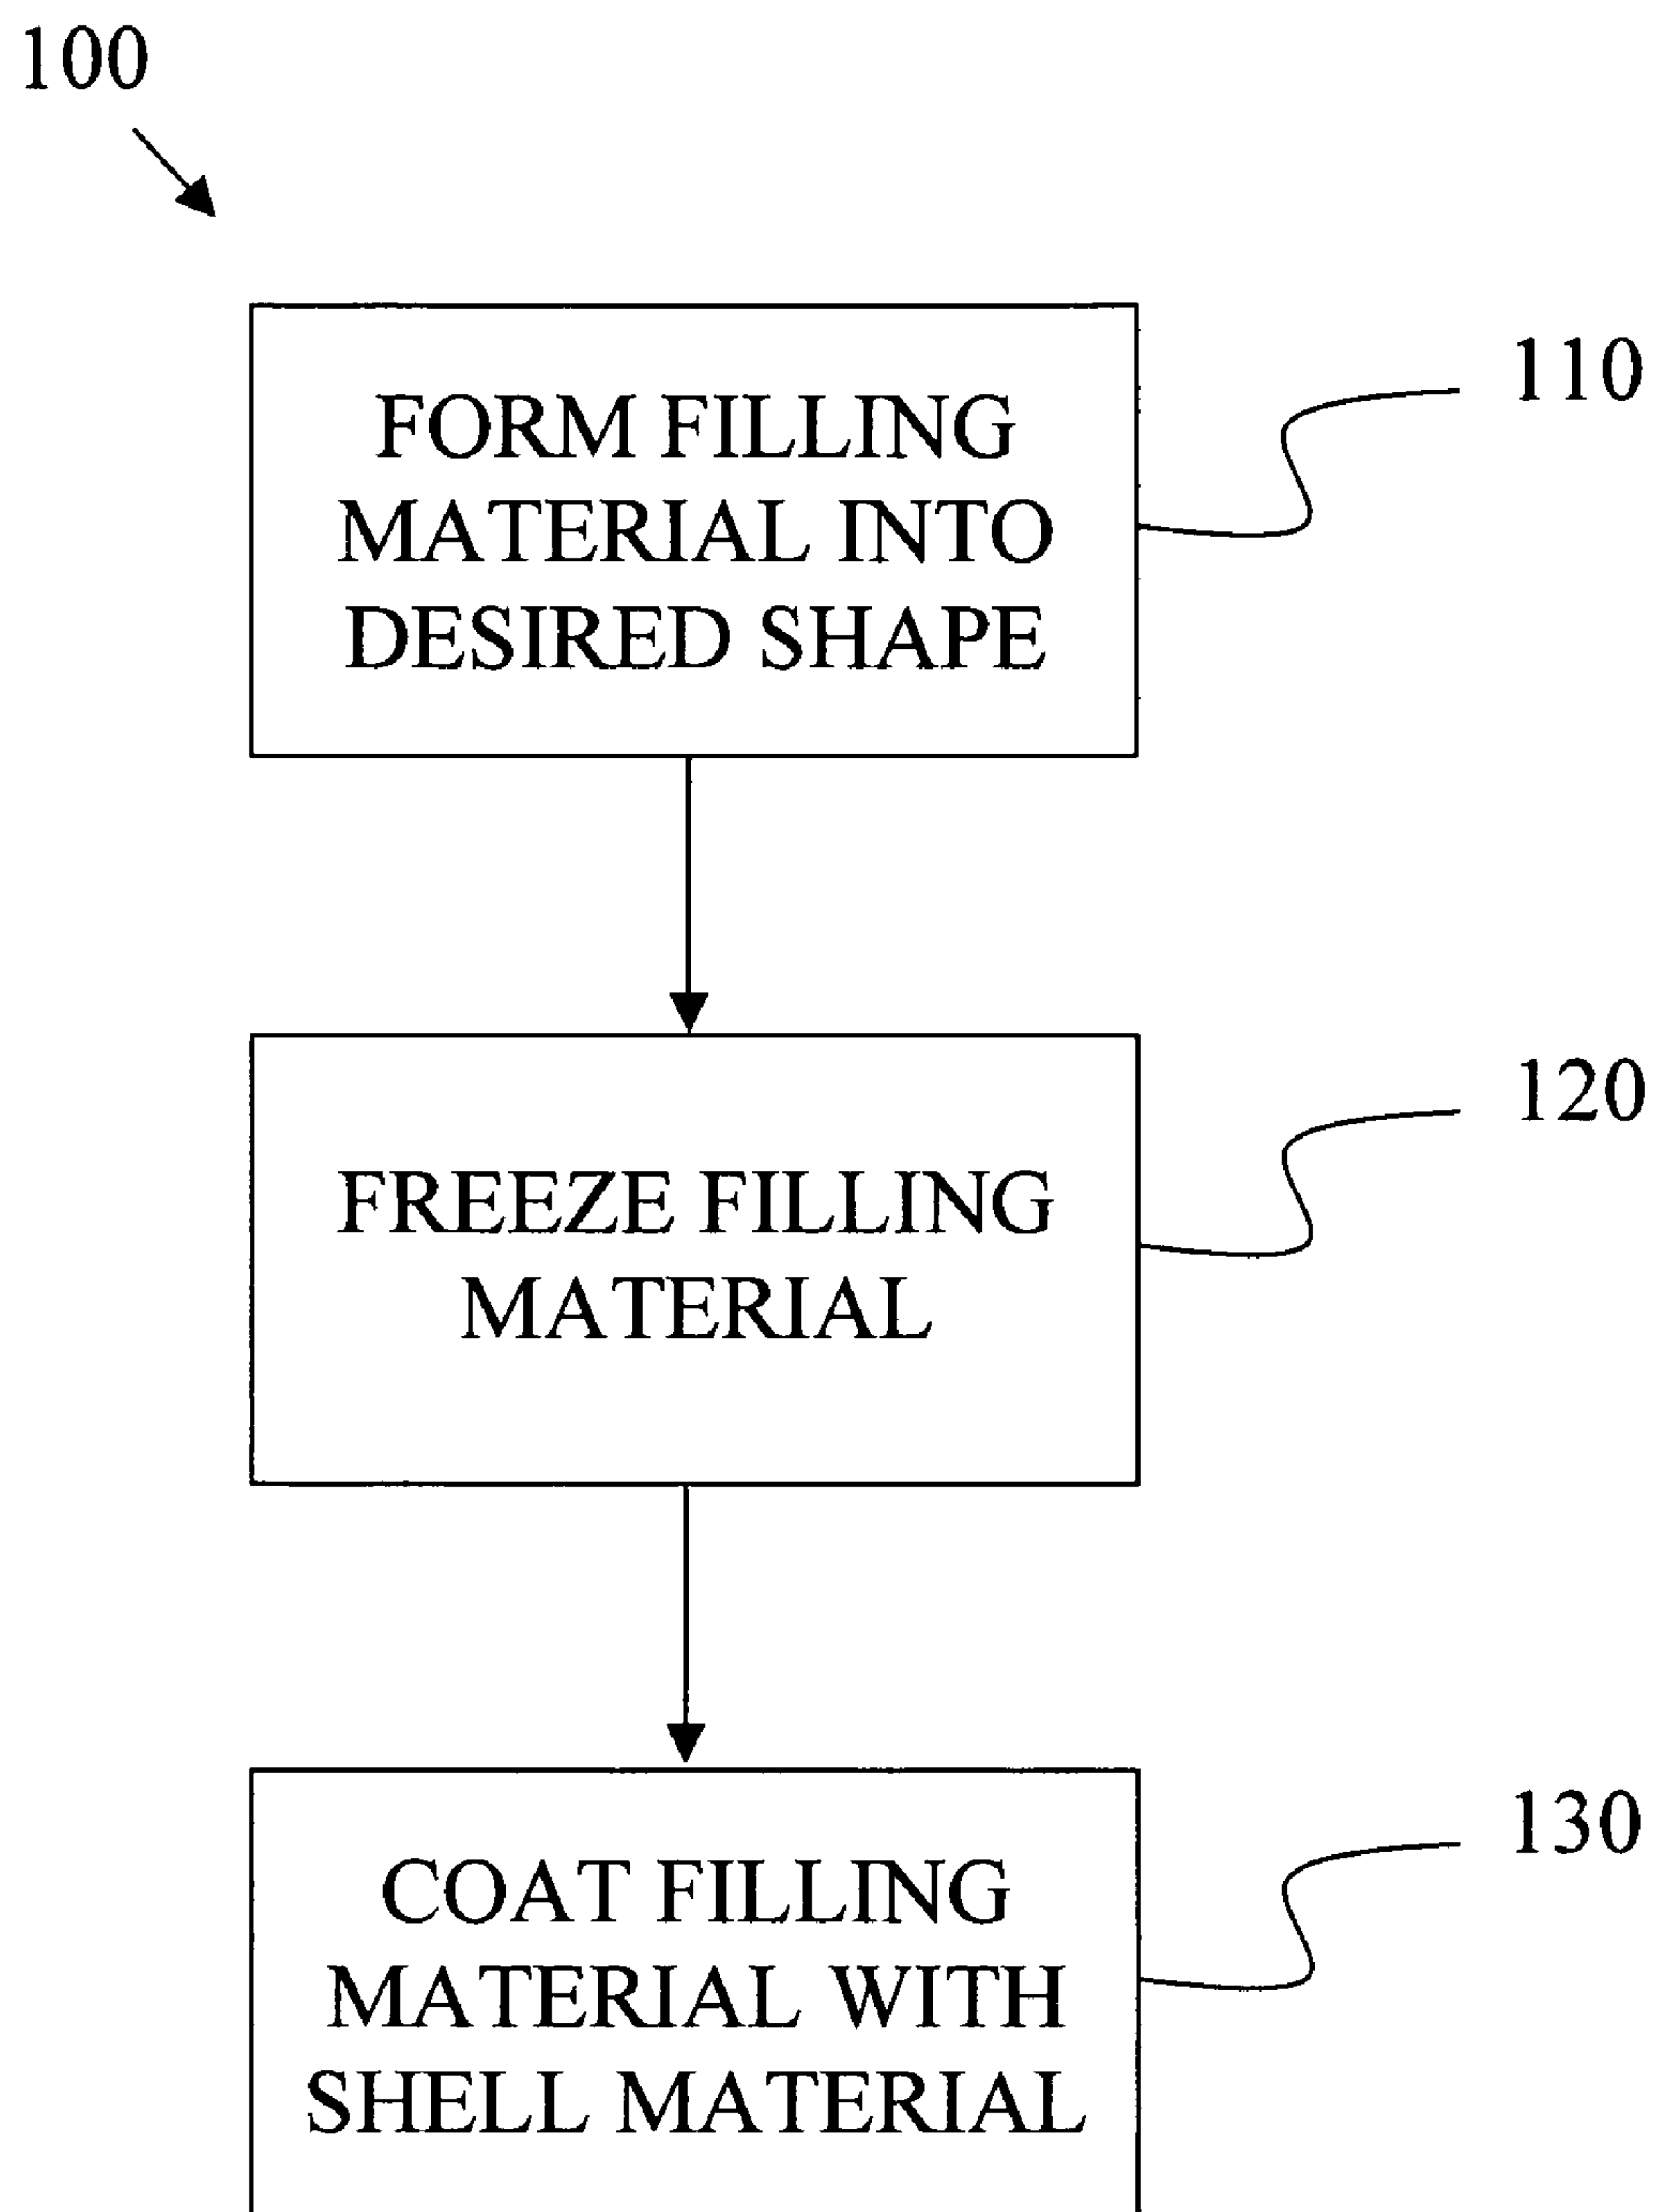 100
FORM FILLING
MATERIAL INTO
DESIRED SHAPE
110
FREEZE FILLING
MATERIAL
120
COAT FILLING
MATERIAL WITH
SHELL MATERIAL
130